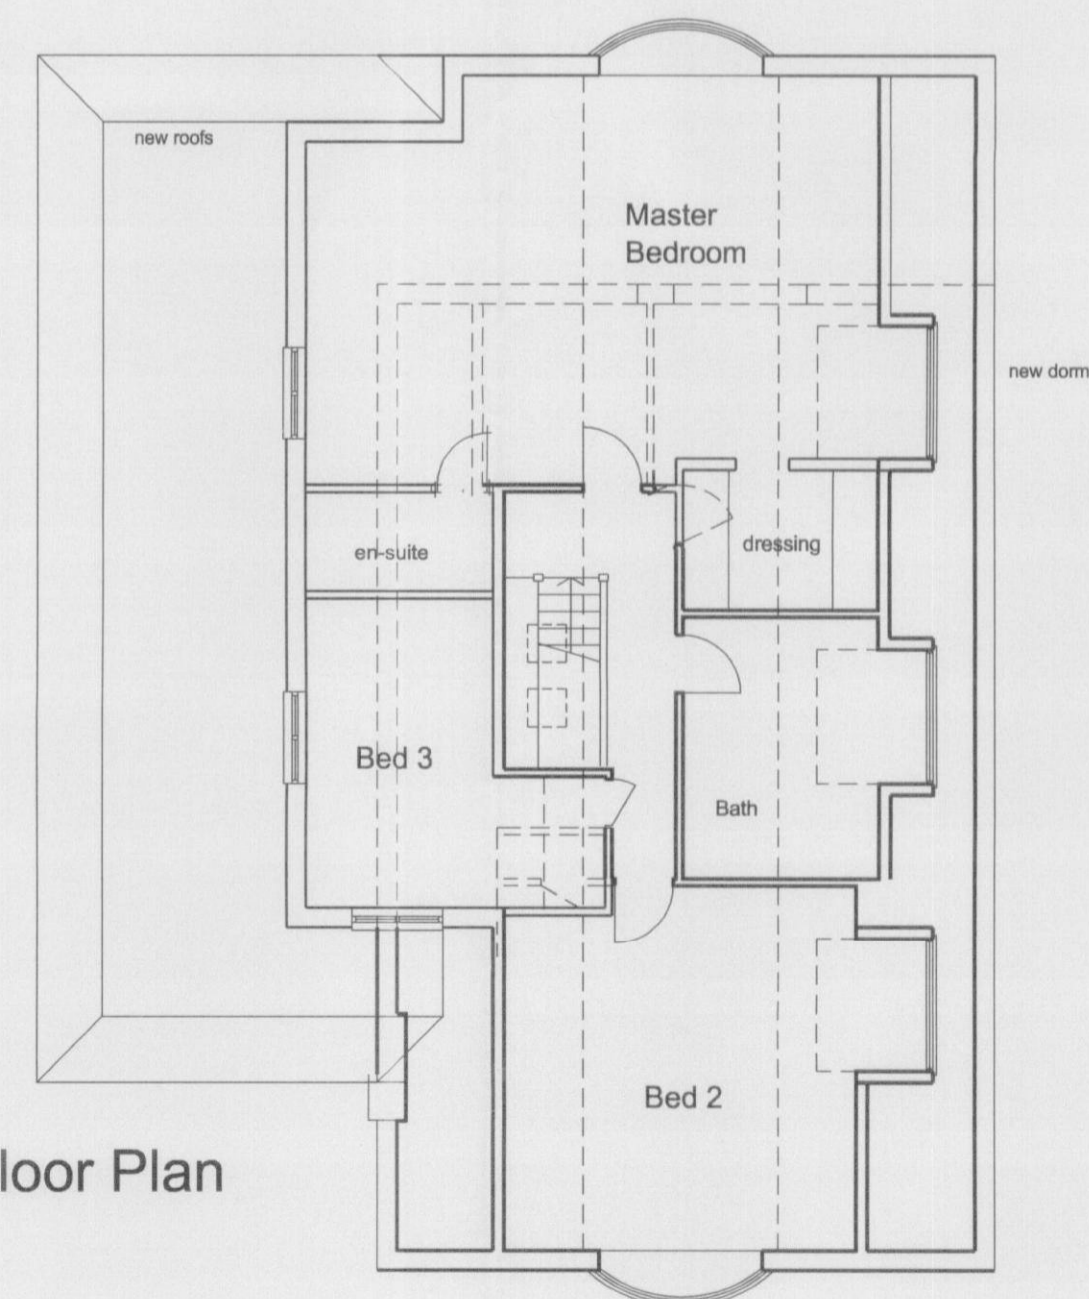 new roofs
Master
Bedroom
new dorm
en-suite
dressing
Bed 3
Bath
Bed 2
loor Plan